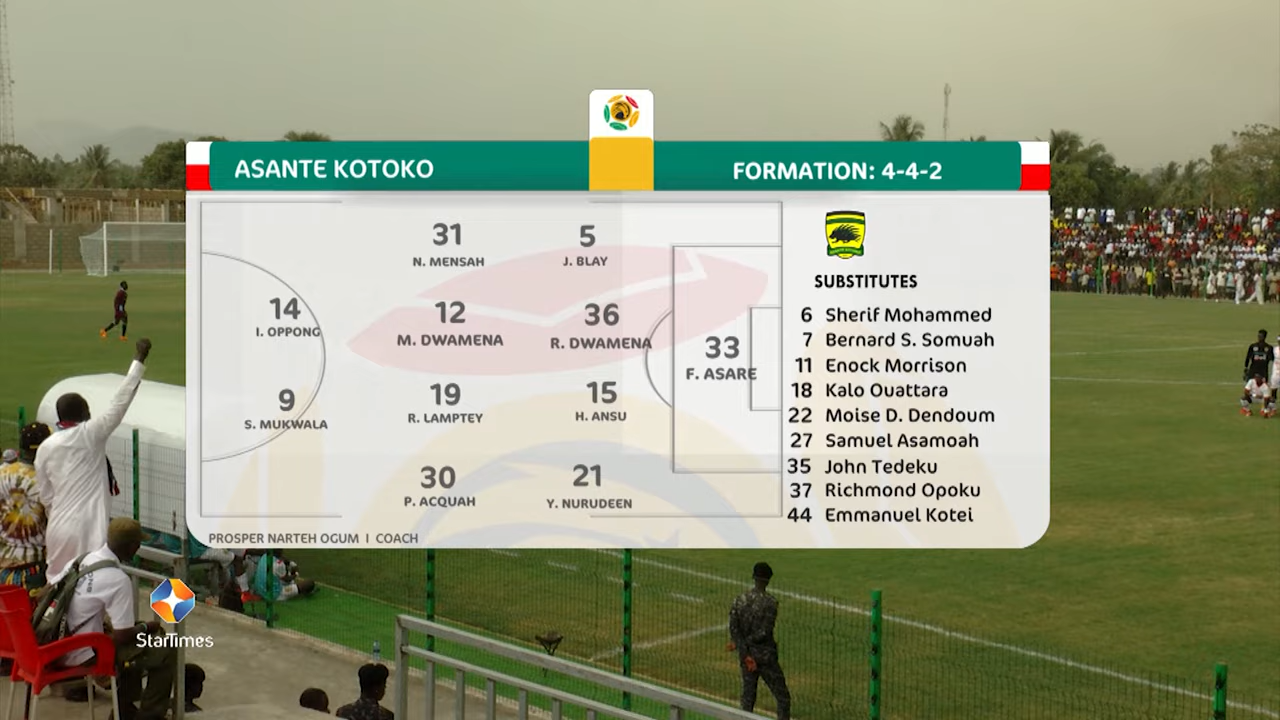 ASANTE KOTOKO
FORMATION: 4-4-2
31
N. MENSAH
5
J. BLAY
14
I. OPPONG
12
M. DWAMENA
36
R. DWAMENA
33
F. ASARE
9
S. MUKWALA
19
R. LAMPTEY
15
H. ANSU
30
P. ACQUAH
21
Y. NURUDEEN
PROSPER NARTEH OGUM I COACH
SUBSTITUTES
6 Sherif Mohammed
7 Bernard S. Somuah
11 Enock Morrison
18 Kalo Ouattara
22 Moise D. Dendoum
27 Samuel Asamoah
35 John Tedeku
37 Richmond Opoku
44 Emmanuel Kotei
StarTimes